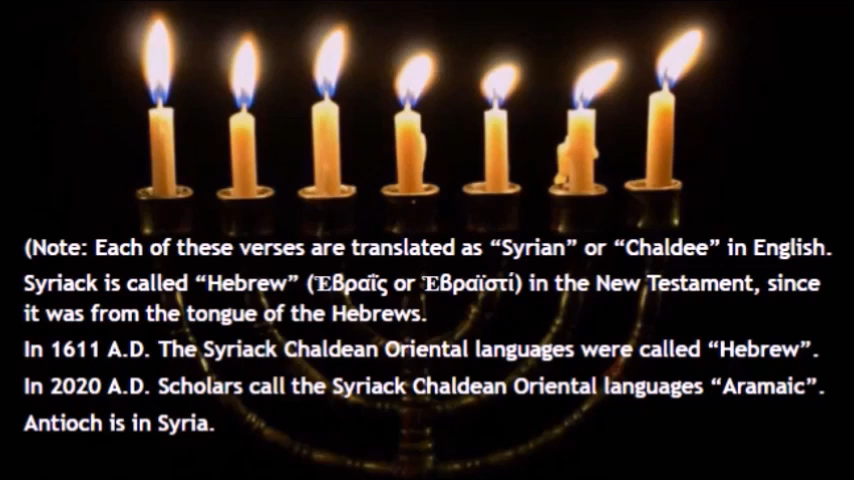 (Note: Each of these verses are translated as “Syrian” or “Chaldee” in English.
Syriack is called “Hebrew” (Ἑβραΐς or Ἑβραϊστί) in the New Testament, since
it was from the tongue of the Hebrews.
In 1611 A.D. The Syriack Chaldean Oriental languages were called “Hebrew”.
In 2020 A.D. Scholars call the Syriack Chaldean Oriental languages “Aramaic”.
Antioch is in Syria.